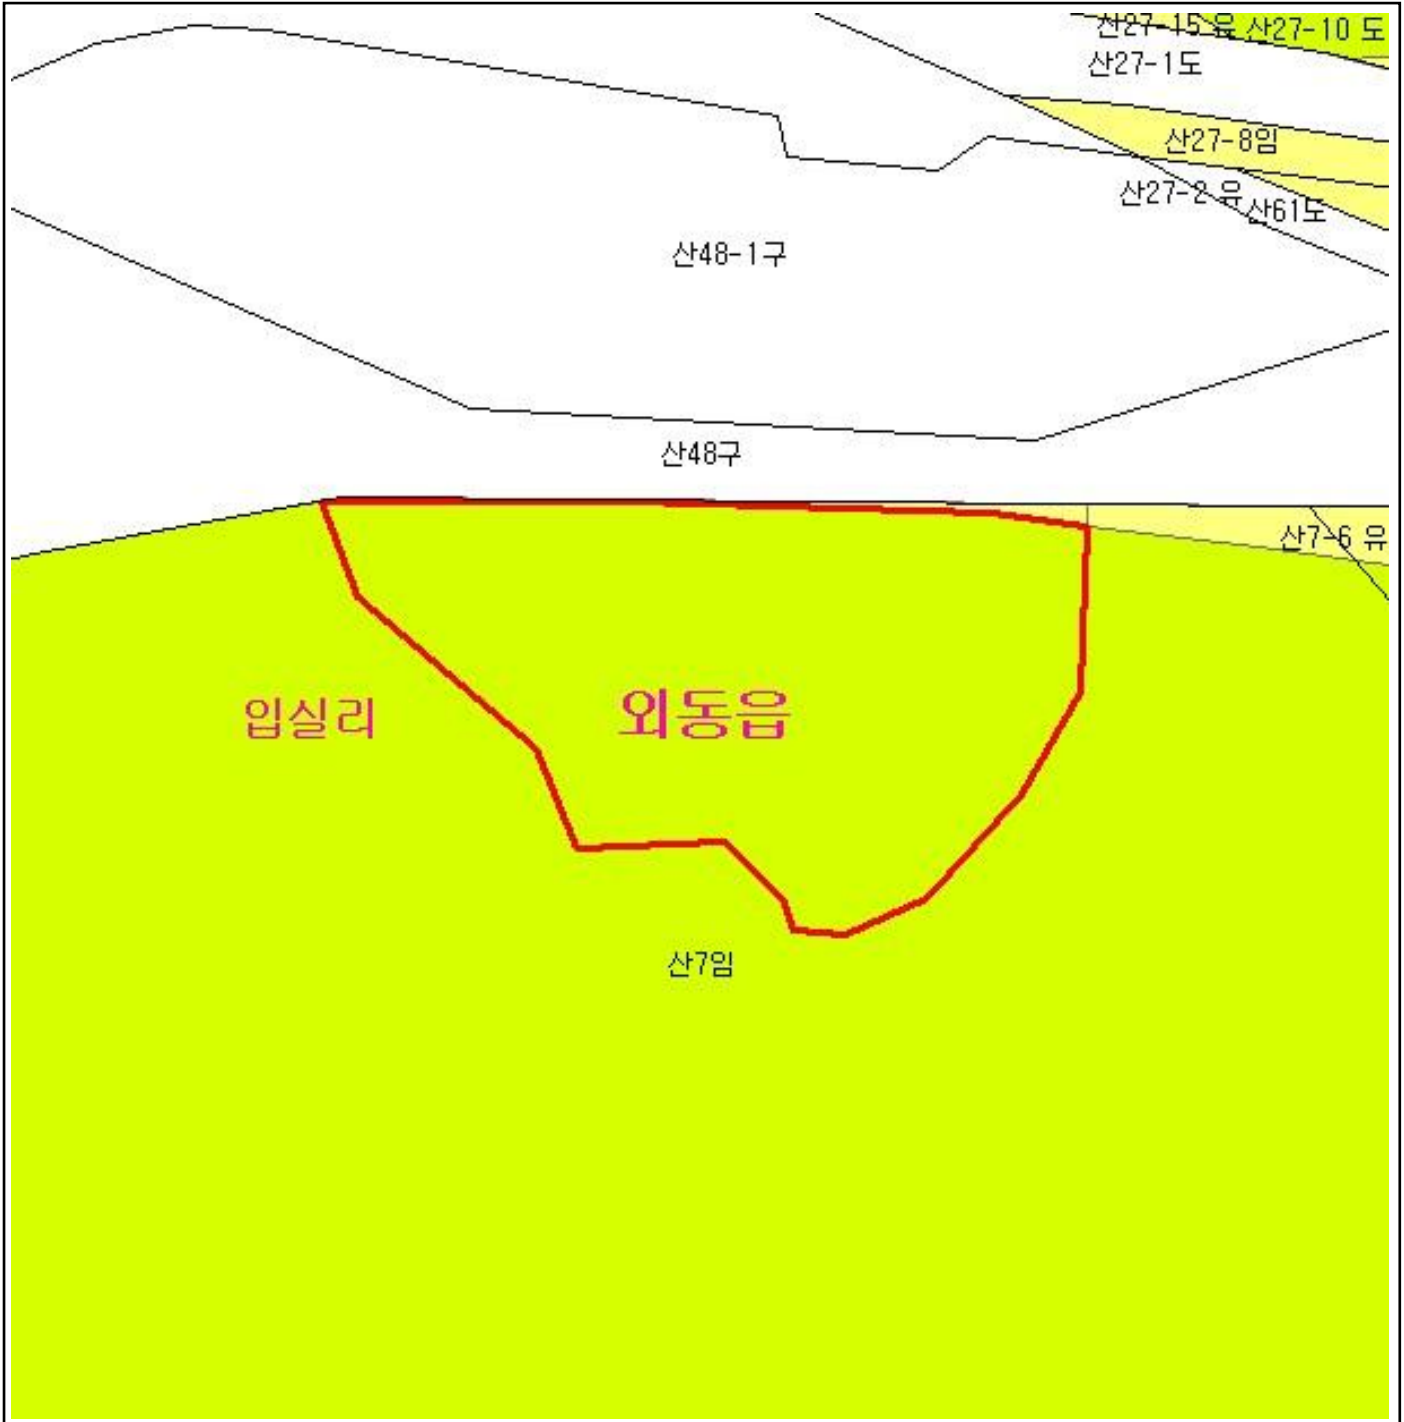 산27-15 유 산27-10 도
산27-1도
산27-8임
산27-2 유 산61도
산48-1구
산48구
산7-6 유
입실리 외동읍
산7임